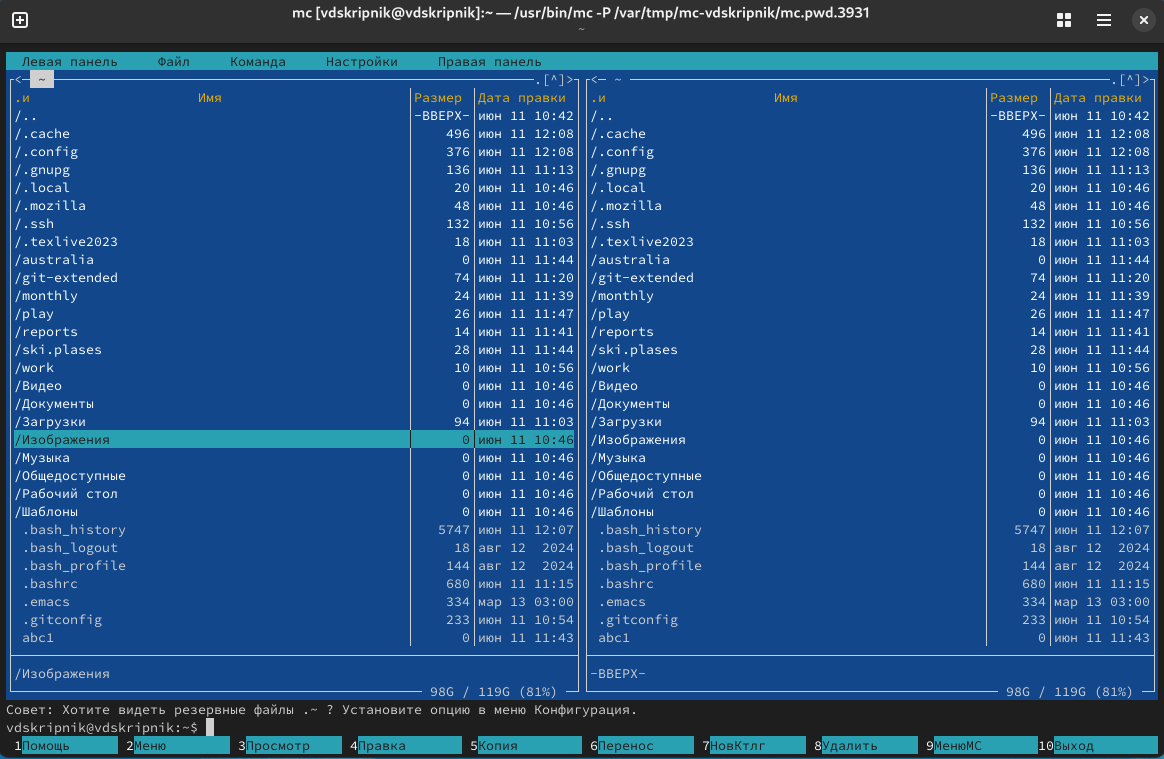 mc [vdskripnik@vdskripnik]:~ — /usr/bin/mc -P /var/tmp/mc-vdskripnik/mc.pwd.3931
~
Левая панель Файл Команда Настройки Правая панель
<— ~ .[^]> <— ~ .[^]>
.и Имя Размер Дата правки .и Имя Размер Дата правки
/.. -ВВЕРХ- июн 11 10:42 /.. -ВВЕРХ- июн 11 10:42
/.cache 496 июн 11 12:08 /.cache 496 июн 11 12:08
/.config 376 июн 11 12:08 /.config 376 июн 11 12:08
/.gnupg 136 июн 11 11:13 /.gnupg 136 июн 11 11:13
/.local 20 июн 11 10:46 /.local 20 июн 11 10:46
/.mozilla 48 июн 11 10:46 /.mozilla 48 июн 11 10:46
/.ssh 132 июн 11 10:56 /.ssh 132 июн 11 10:56
/.texlive2023 18 июн 11 11:03 /.texlive2023 18 июн 11 11:03
/australia 0 июн 11 11:44 /australia 0 июн 11 11:44
/git-extended 74 июн 11 11:20 /git-extended 74 июн 11 11:20
/monthly 24 июн 11 11:39 /monthly 24 июн 11 11:39
/play 26 июн 11 11:47 /play 26 июн 11 11:47
/reports 14 июн 11 11:41 /reports 14 июн 11 11:41
/ski.plases 28 июн 11 11:44 /ski.plases 28 июн 11 11:44
/work 10 июн 11 10:56 /work 10 июн 11 10:56
/Видео 0 июн 11 10:46 /Видео 0 июн 11 10:46
/Документы 0 июн 11 10:46 /Документы 0 июн 11 10:46
/Загрузки 94 июн 11 11:03 /Загрузки 94 июн 11 11:03
/Изображения 0 июн 11 10:46 /Изображения 0 июн 11 10:46
/Музыка 0 июн 11 10:46 /Музыка 0 июн 11 10:46
/Общедоступные 0 июн 11 10:46 /Общедоступные 0 июн 11 10:46
/Рабочий стол 0 июн 11 10:46 /Рабочий стол 0 июн 11 10:46
/Шаблоны 0 июн 11 10:46 /Шаблоны 0 июн 11 10:46
.bash_history 5747 июн 11 12:07 .bash_history 5747 июн 11 12:07
.bash_logout 18 авг 12 2024 .bash_logout 18 авг 12 2024
.bash_profile 144 авг 12 2024 .bash_profile 144 авг 12 2024
.bashrc 680 июн 11 11:15 .bashrc 680 июн 11 11:15
.emacs 334 мар 13 03:00 .emacs 334 мар 13 03:00
.gitconfig 233 июн 11 10:54 .gitconfig 233 июн 11 10:54
abc1 0 июн 11 11:43 abc1 0 июн 11 11:43
/Изображения -ВВЕРХ-
98G / 119G (81%) 98G / 119G (81%)
Совет: Хотите видеть резервные файлы .~ ? Установите опцию в меню Конфигурация.
vdskripnik@vdskripnik:~$
1Помощь 2Меню 3Просмотр 4Правка 5Копия 6Перенос 7НовКтлг 8Удалить 9МенюМС 10Выход